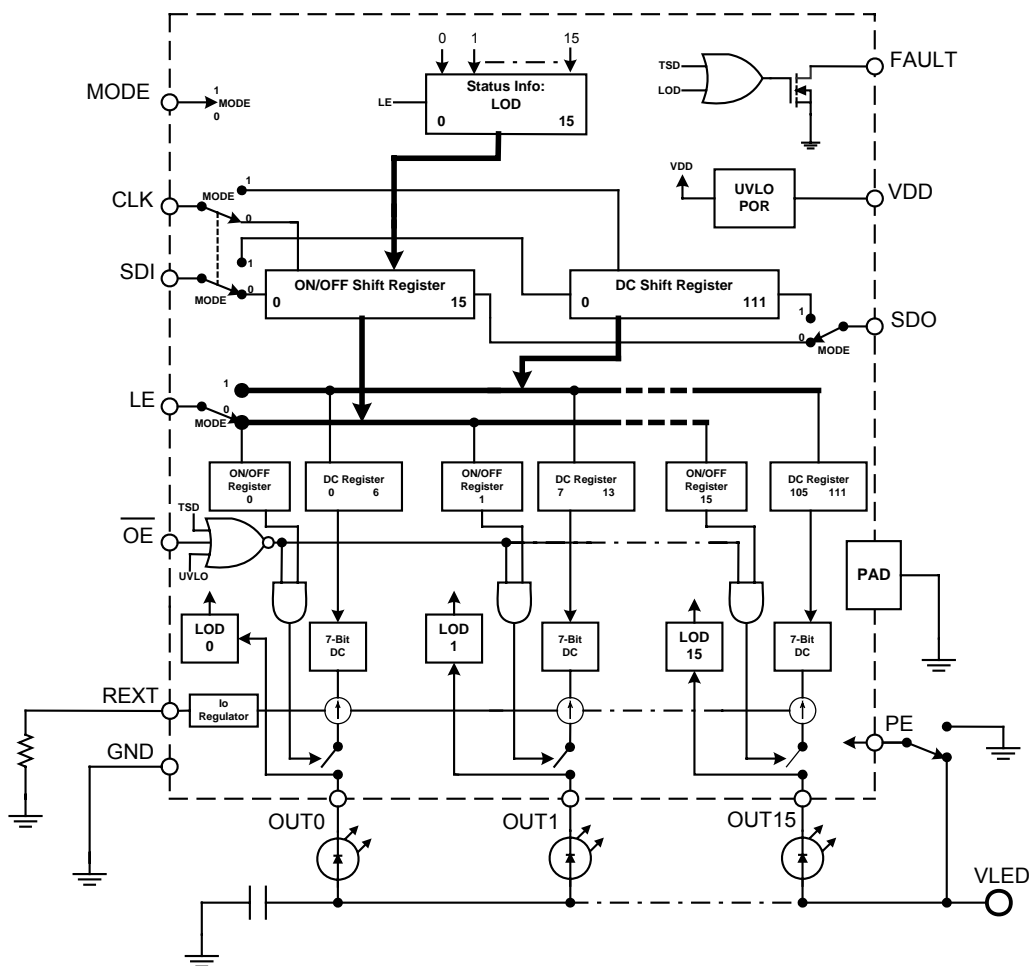 0 1 15
Status Info:
LOD
0 15
LE
TSD
LOD
FAULT
MODE
1
MODE
0
VDD
UVLO
POR
VDD
CLK
MODE
1
0
SDI
MODE
1
0
ON/OFF Shift Register
0 15
DC Shift Register
0 111
1
0
MODE
SDO
LE
MODE
1
0
ON/OFF
Register
0
DC Register
0 6
ON/OFF
Register
1
DC Register
7 13
ON/OFF
Register
15
DC Register
105 111
TSD
OE
UVLO
PAD
LOD
0
7-Bit
DC
LOD
1
7-Bit
DC
LOD
15
7-Bit
DC
REXT
Io
Regulator
PE
GND
OUT0
OUT1
OUT15
VLED